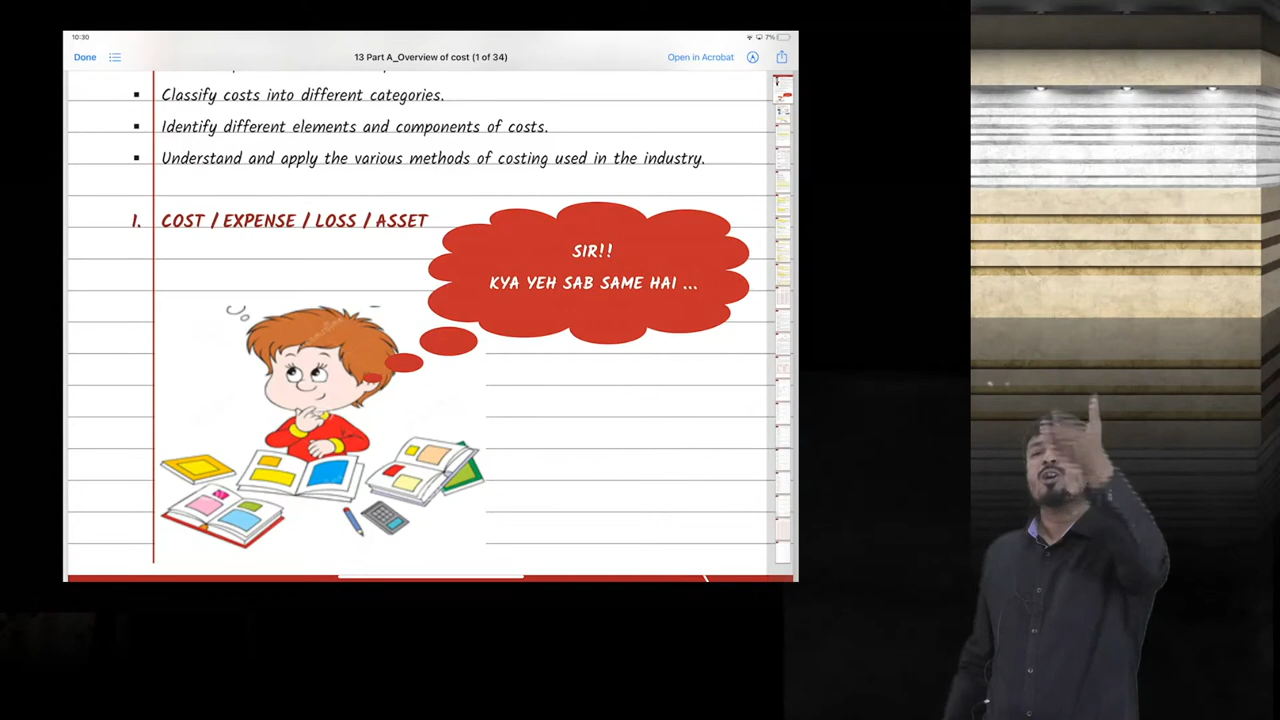 10:30
7%
Done
13 Part A_Overview of cost (1 of 34)
Open in Acrobat
▪ Classify costs into different categories.
▪ Identify different elements and components of costs.
▪ Understand and apply the various methods of costing used in the industry.
1. COST / EXPENSE / LOSS / ASSET
SIR!!
KYA YEH SAB SAME HAI ...